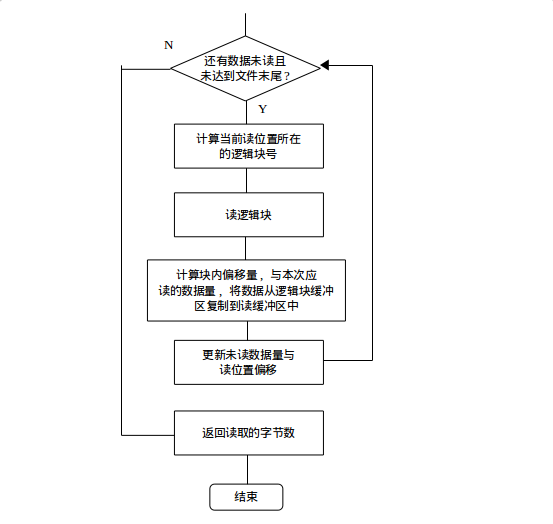 N
还有数据未读且
未达到文件末尾?
Y
计算当前读位置所在
的逻辑块号
读逻辑块
计算块内偏移量，与本次应
读的数据量，将数据从逻辑块缓冲
区复制到读缓冲区中
更新未读数据量与
读位置偏移
返回读取的字节数
结束